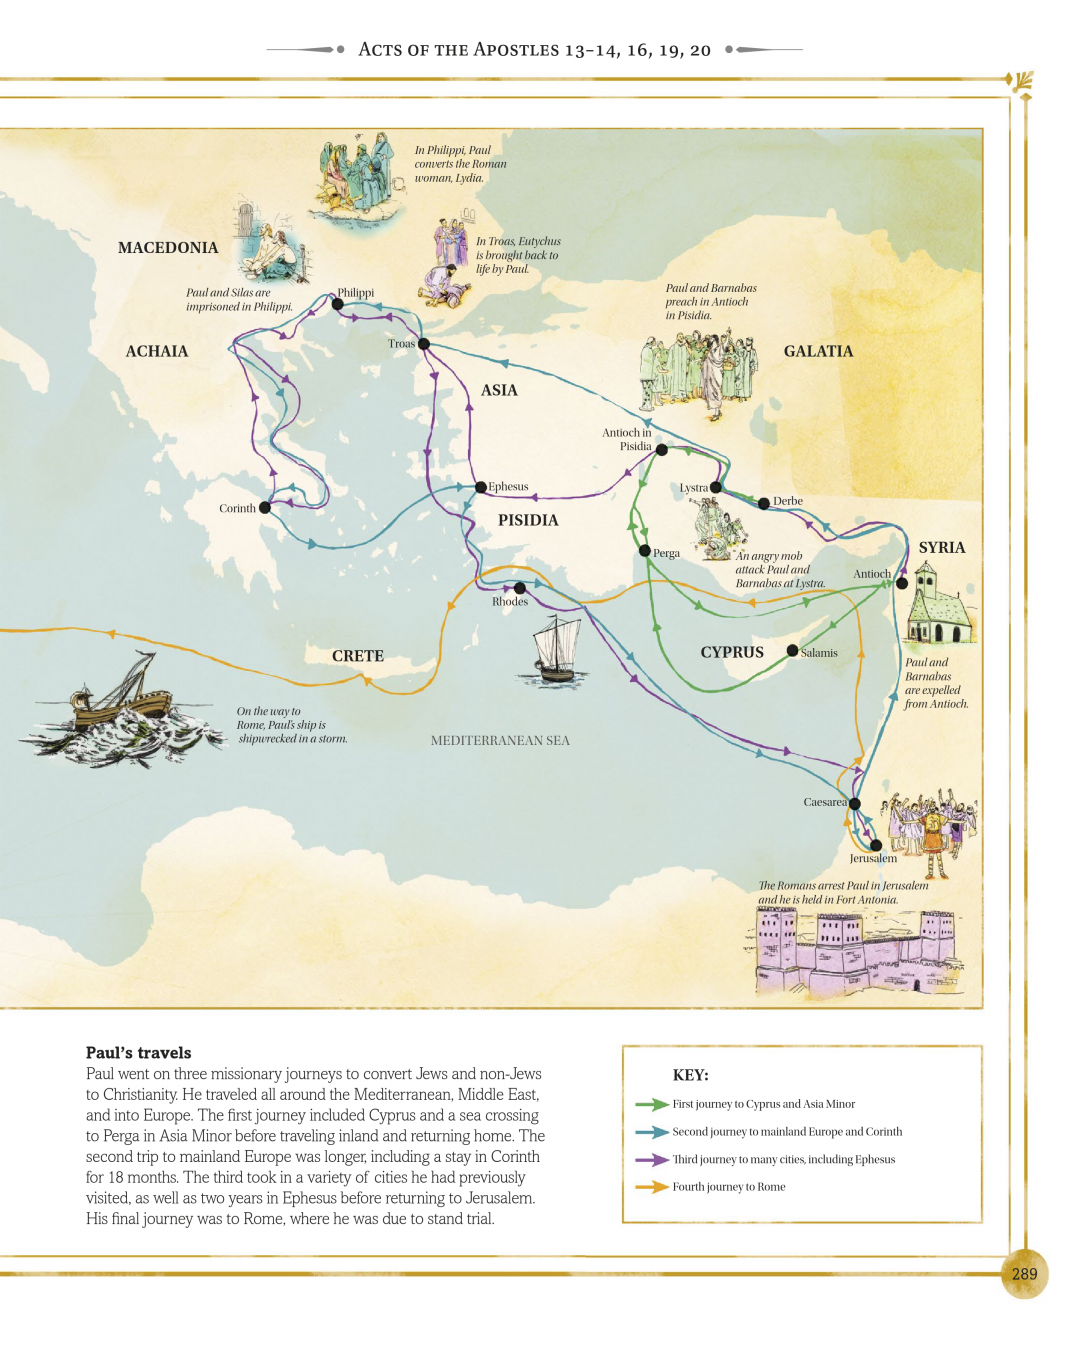 ACTS OF THE APOSTLES 13–14, 16, 19, 20
In Philippi, Paul
converts the Roman
woman, Lydia.
MACEDONIA
In Troas, Eutychus
is brought back to
life by Paul.
Paul and Silas are
imprisoned in Philippi.
Philippi
Paul and Barnabas
preach in Antioch
in Pisidia.
Troas
ACHAIA
GALATIA
ASIA
Antioch in
Pisidia
Ephesus
Lystra
Derbe
Corinth
PISIDIA
Perga
An angry mob
attack Paul and
Barnabas at Lystra.
SYRIA
Antioch
Rhodes
CRETE
CYPRUS
Salamis
Paul and
Barnabas
are expelled
from Antioch.
On the way to
Rome, Paul's ship is
shipwrecked in a storm.
MEDITERRANEAN SEA
Caesarea
Jerusalem
The Romans arrest Paul in Jerusalem
and he is held in Fort Antonia.
Paul's travels
Paul went on three missionary journeys to convert Jews and non-Jews
to Christianity. He traveled all around the Mediterranean, Middle East,
and into Europe. The first journey included Cyprus and a sea crossing
to Perga in Asia Minor before traveling inland and returning home. The
second trip to mainland Europe was longer, including a stay in Corinth
for 18 months. The third took in a variety of cities he had previously
visited, as well as two years in Ephesus before returning to Jerusalem.
His final journey was to Rome, where he was due to stand trial.
KEY:
First journey to Cyprus and Asia Minor
Second journey to mainland Europe and Corinth
Third journey to many cities, including Ephesus
Fourth journey to Rome
289